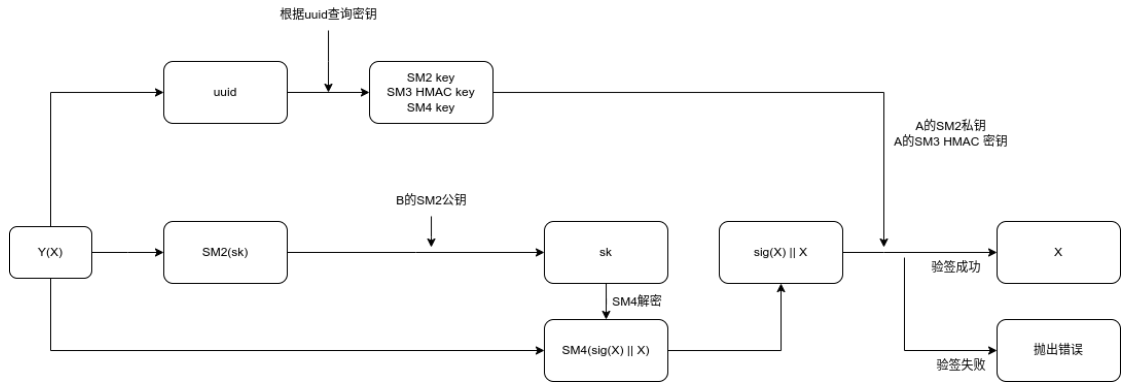 根据uuid查询密钥
uuid
SM2 key
SM3 HMAC key
SM4 key
A的SM2私钥
A的SM3 HMAC 密钥
B的SM2公钥
Y(X)
SM2(sk)
sk
sig(X) || X
X
验签成功
SM4解密
SM4(sig(X) || X)
验签失败
抛出错误